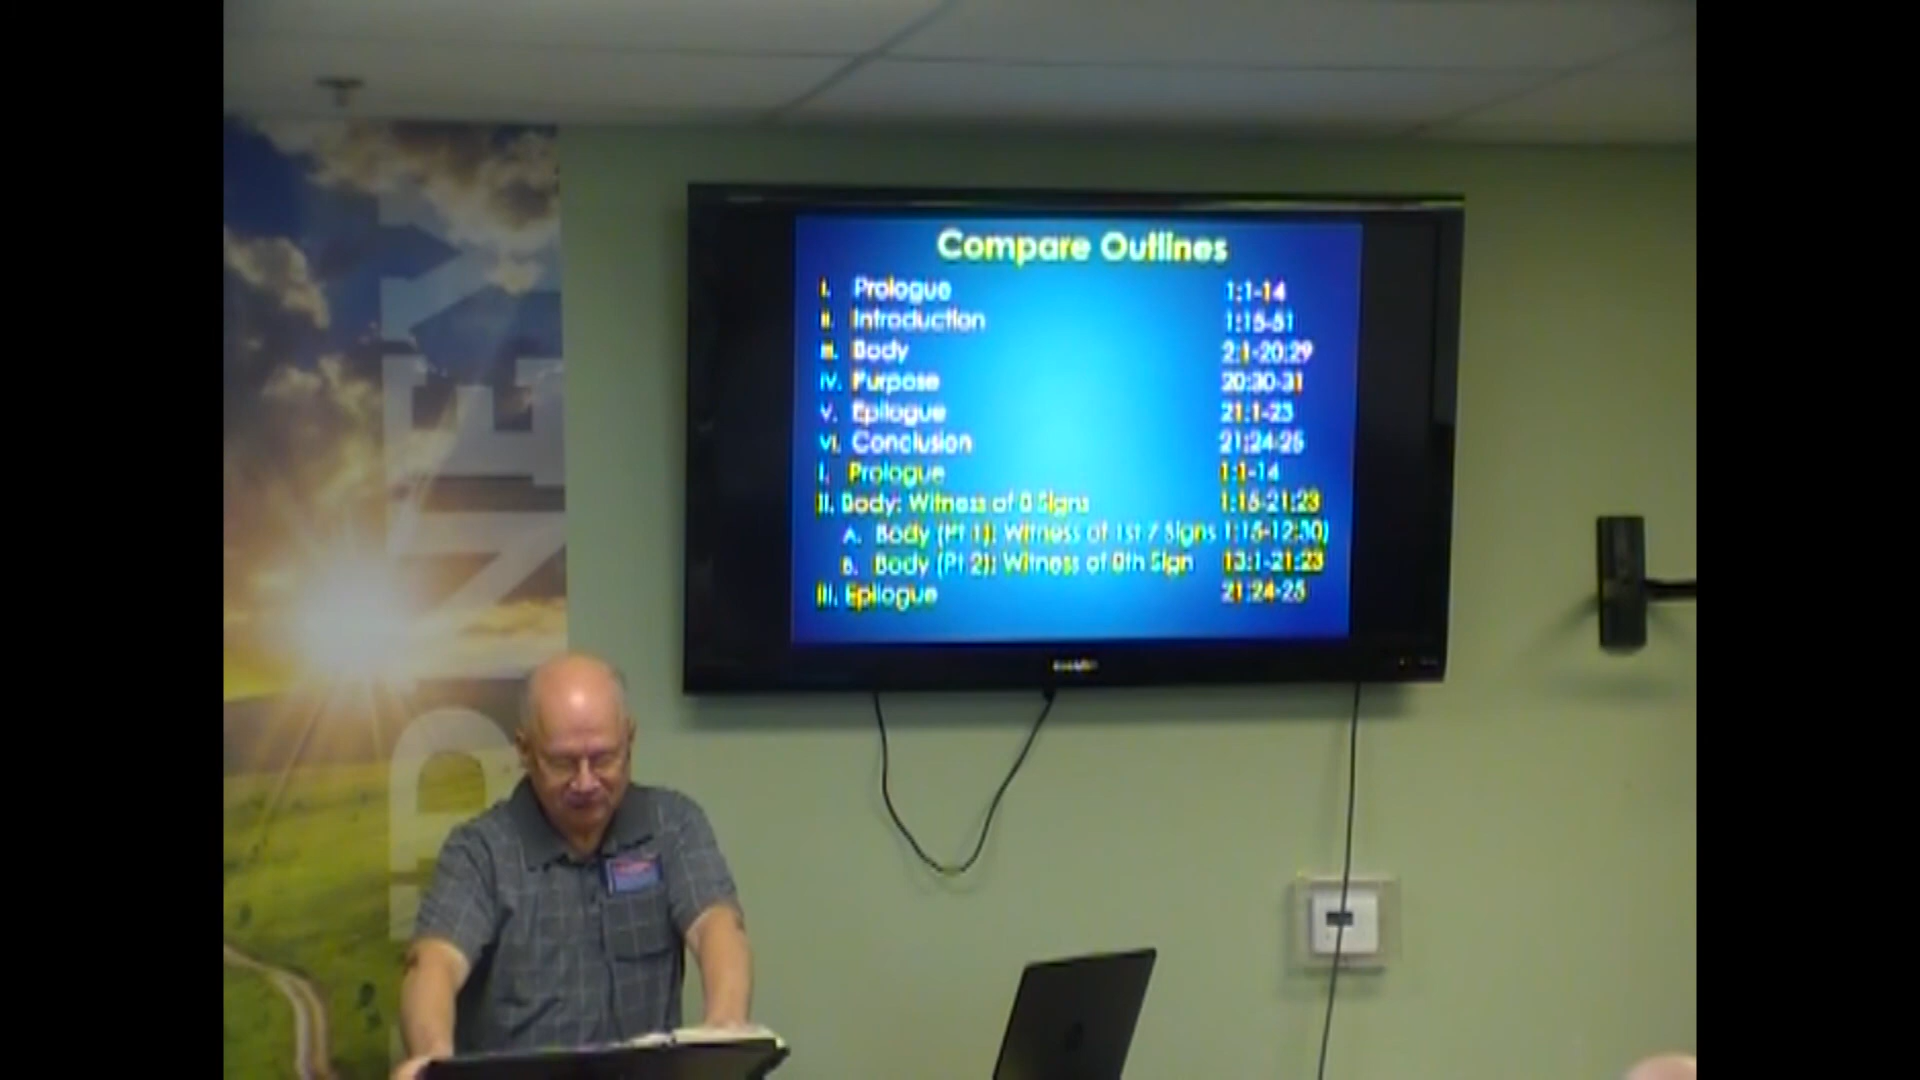 Compare Outlines
I. Prologue 1:1-14
II. Introduction 1:15-51
III. Body 2:1-20:29
IV. Purpose 20:30-31
V. Epilogue 21:1-23
VI. Conclusion 21:24-25
I. Prologue 1:1-14
II. Body: Witness of 8 Signs 1:15-21:23
A. Body (Pt 1): Witness of 1st 7 Signs 1:15-12:50)
B. Body (Pt 2): Witness of 8th Sign 13:1-21:23
III. Epilogue 21:24-25